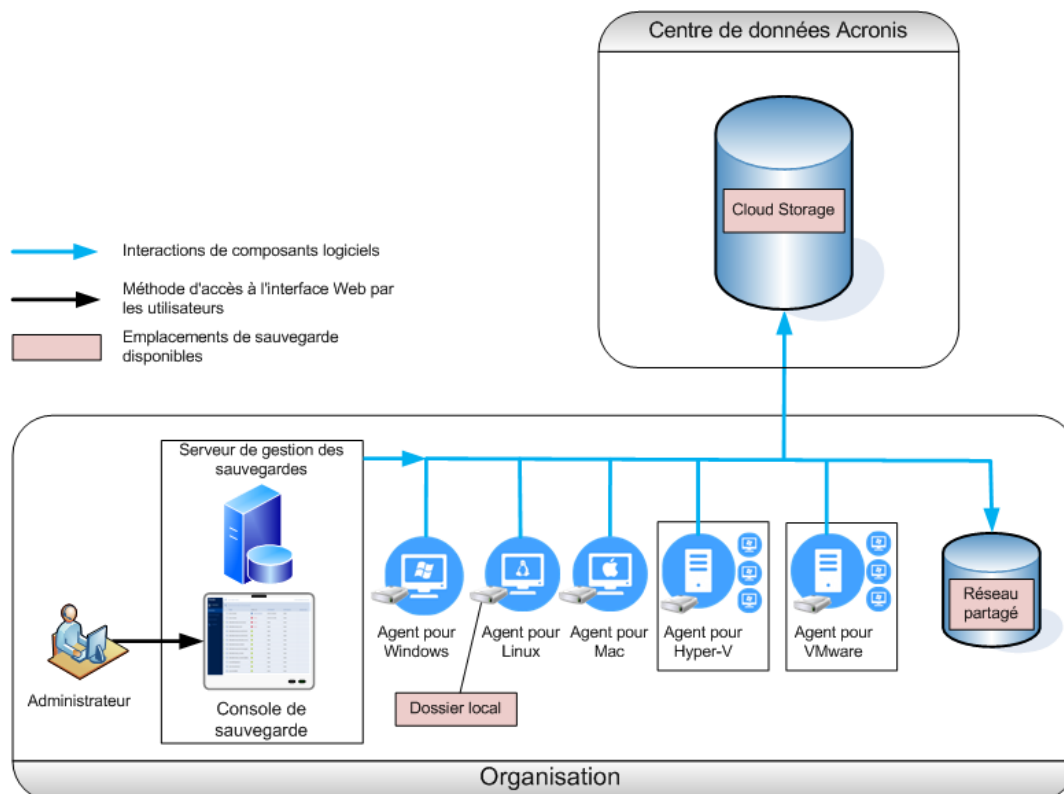 Centre de données Acronis
Cloud Storage
Interactions de composants logiciels
Méthode d'accès à l'interface Web par
les utilisateurs
Emplacements de sauvegarde
disponibles
Serveur de gestion des
sauvegardes
Administrateur
Console de
sauvegarde
Agent pour
Windows
Agent pour
Linux
Agent pour
Mac
Agent pour
Hyper-V
Agent pour
VMware
Réseau
partagé
Dossier local
Organisation